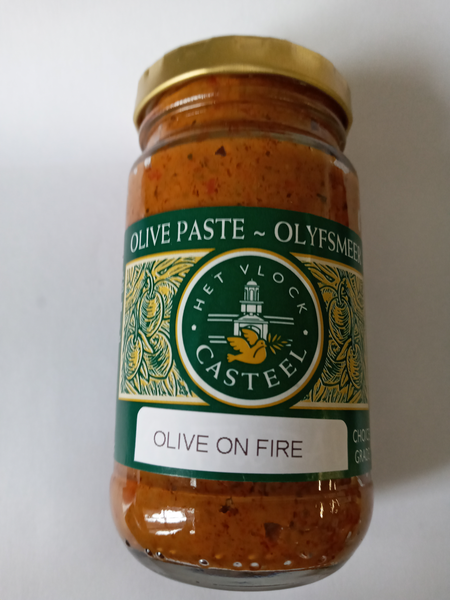 OLIVE PASTE ~ OLYFSMEER
HET VLOCK
CASTEEL
OLIVE ON FIRE